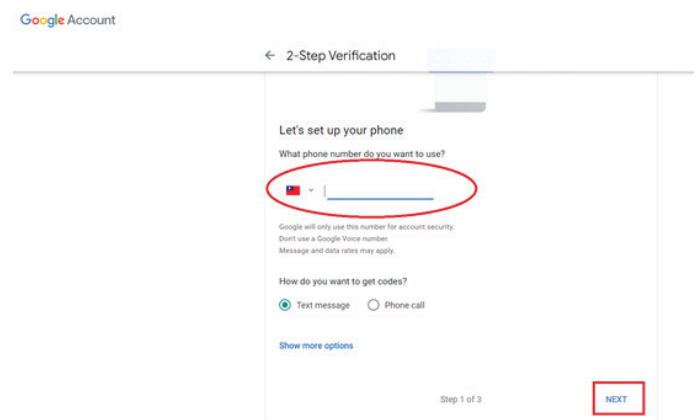 Google Account
← 2-Step Verification
Let's set up your phone
What phone number do you want to use?
Google will only use this number for account security.
Don't use a Google Voice number.
Message and data rates may apply.
How do you want to get codes?
Text message Phone call
Show more options
Step 1 of 3 NEXT